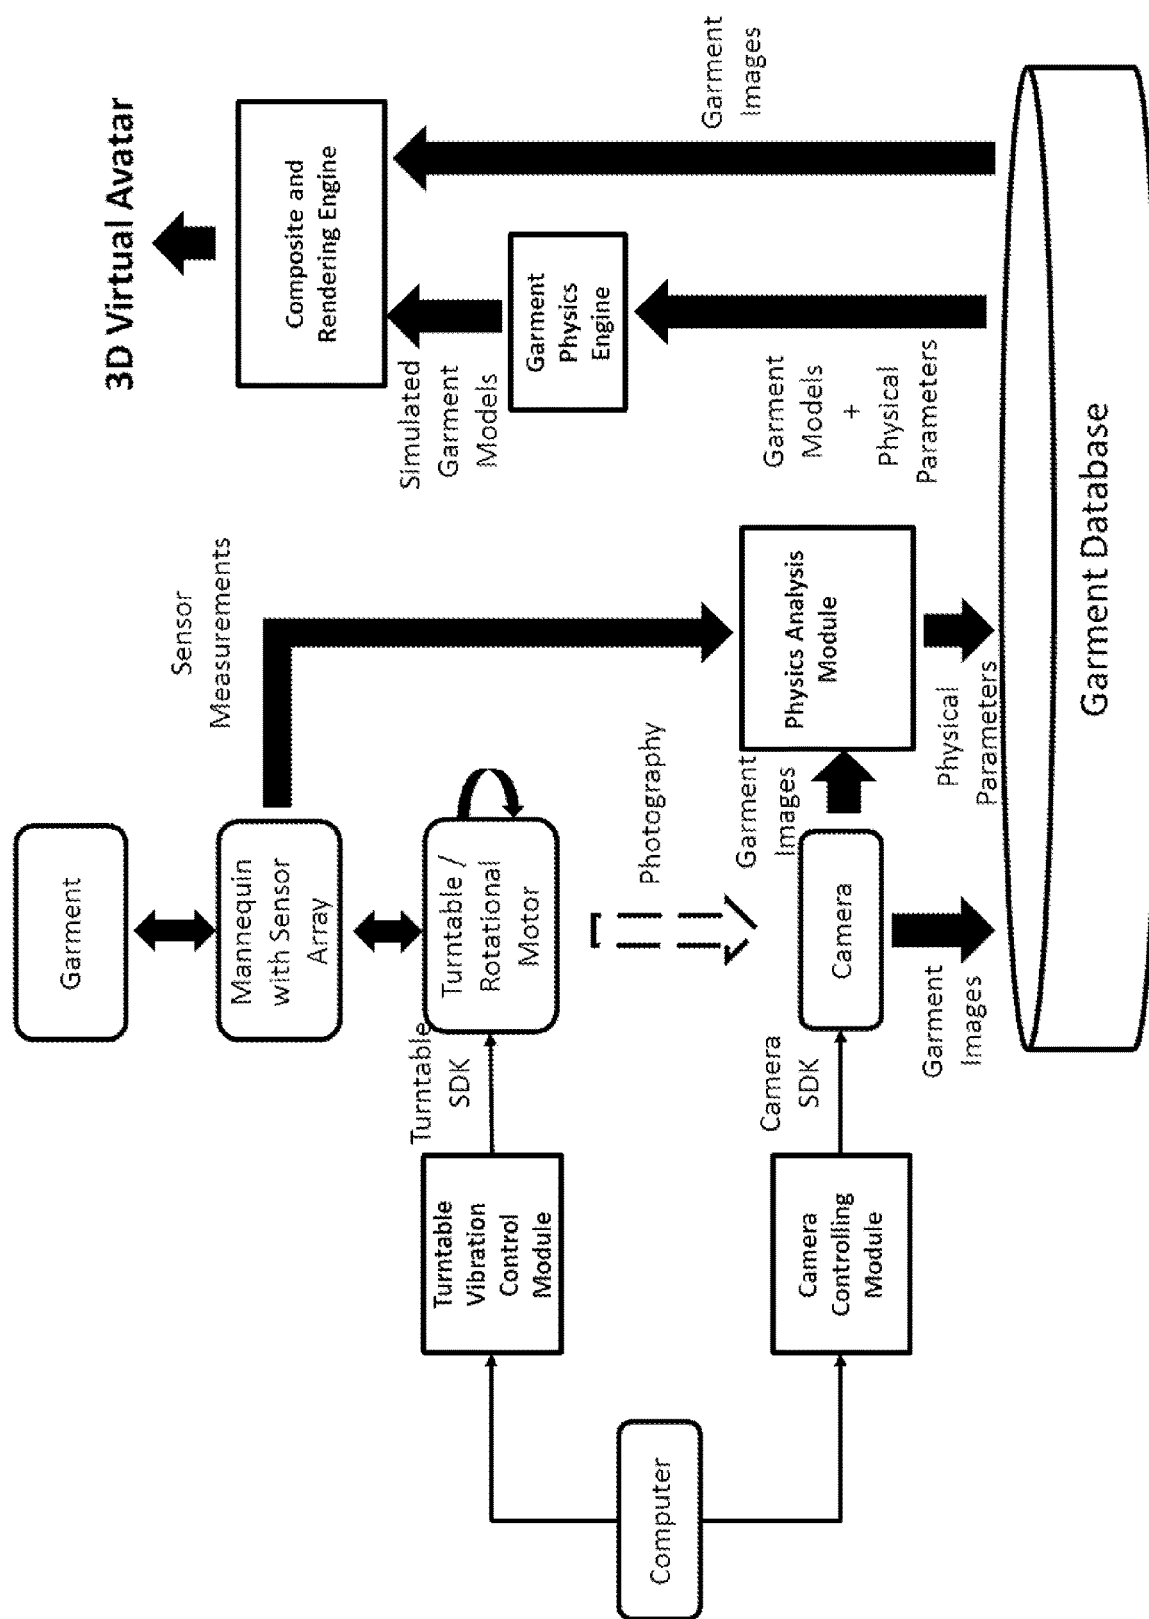 Garment
Mannequin
with Sensor
Array
Sensor
Measurements
3D Virtual Avatar
Composite and
Rendering Engine
Turntable
Vibration
Control
Module
Turntable
SDK
Turntable /
Rotational
Motor
Simulated
Garment
Models
Garment
Physics
Engine
Computer
Photography
Garment
Images
Garment
Models
+
Physical
Parameters
Garment
Images
Camera
Controlling
Module
Camera
SDK
Camera
Physics Analysis
Module
Garment
Images
Physical
Parameters
Garment Database